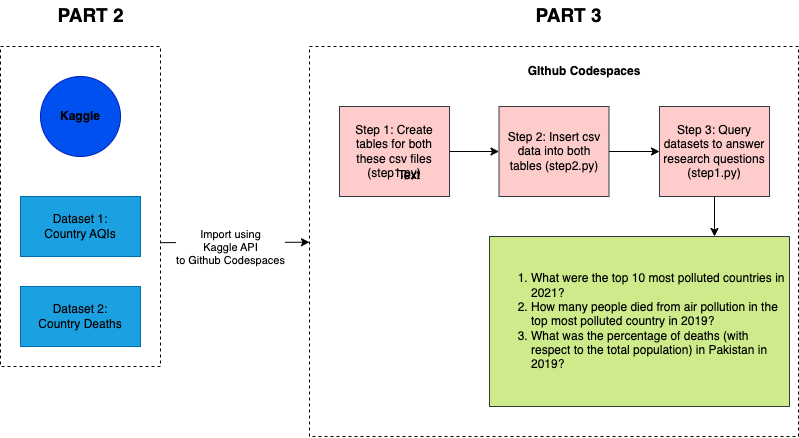 PART 2
PART 3
Kaggle
Dataset 1:
Country AQIs
Dataset 2:
Country Deaths
Import using
Kaggle API
to Github Codespaces
GIthub Codespaces
Step 1: Create
tables for both
these csv files
(step1.py)
Text
Step 2: Insert csv
data into both
tables (step2.py)
Step 3: Query
datasets to answer
research questions
(step1.py)
1. What were the top 10 most polluted countries in
2021?
2. How many people died from air pollution in the
top most polluted country in 2019?
3. What was the percentage of deaths (with
respect to the total population) in Pakistan in
2019?